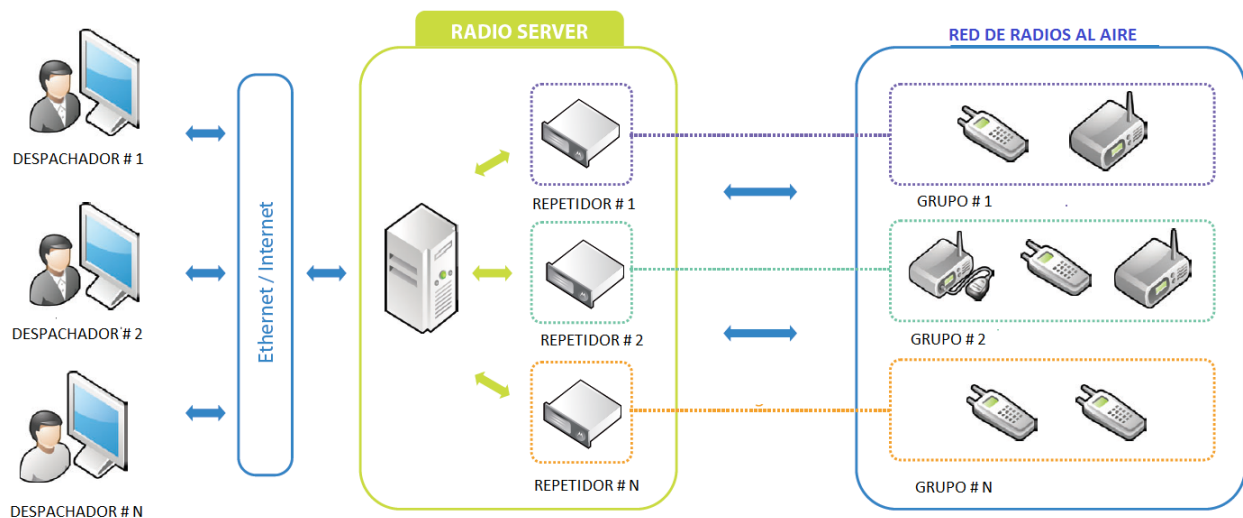 DESPACHADOR # 1
DESPACHADOR # 2
DESPACHADOR # N
Ethernet / Internet
RADIO SERVER
REPETIDOR # 1
REPETIDOR # 2
REPETIDOR # N
RED DE RADIOS AL AIRE
GRUPO # 1
GRUPO # 2
GRUPO # N